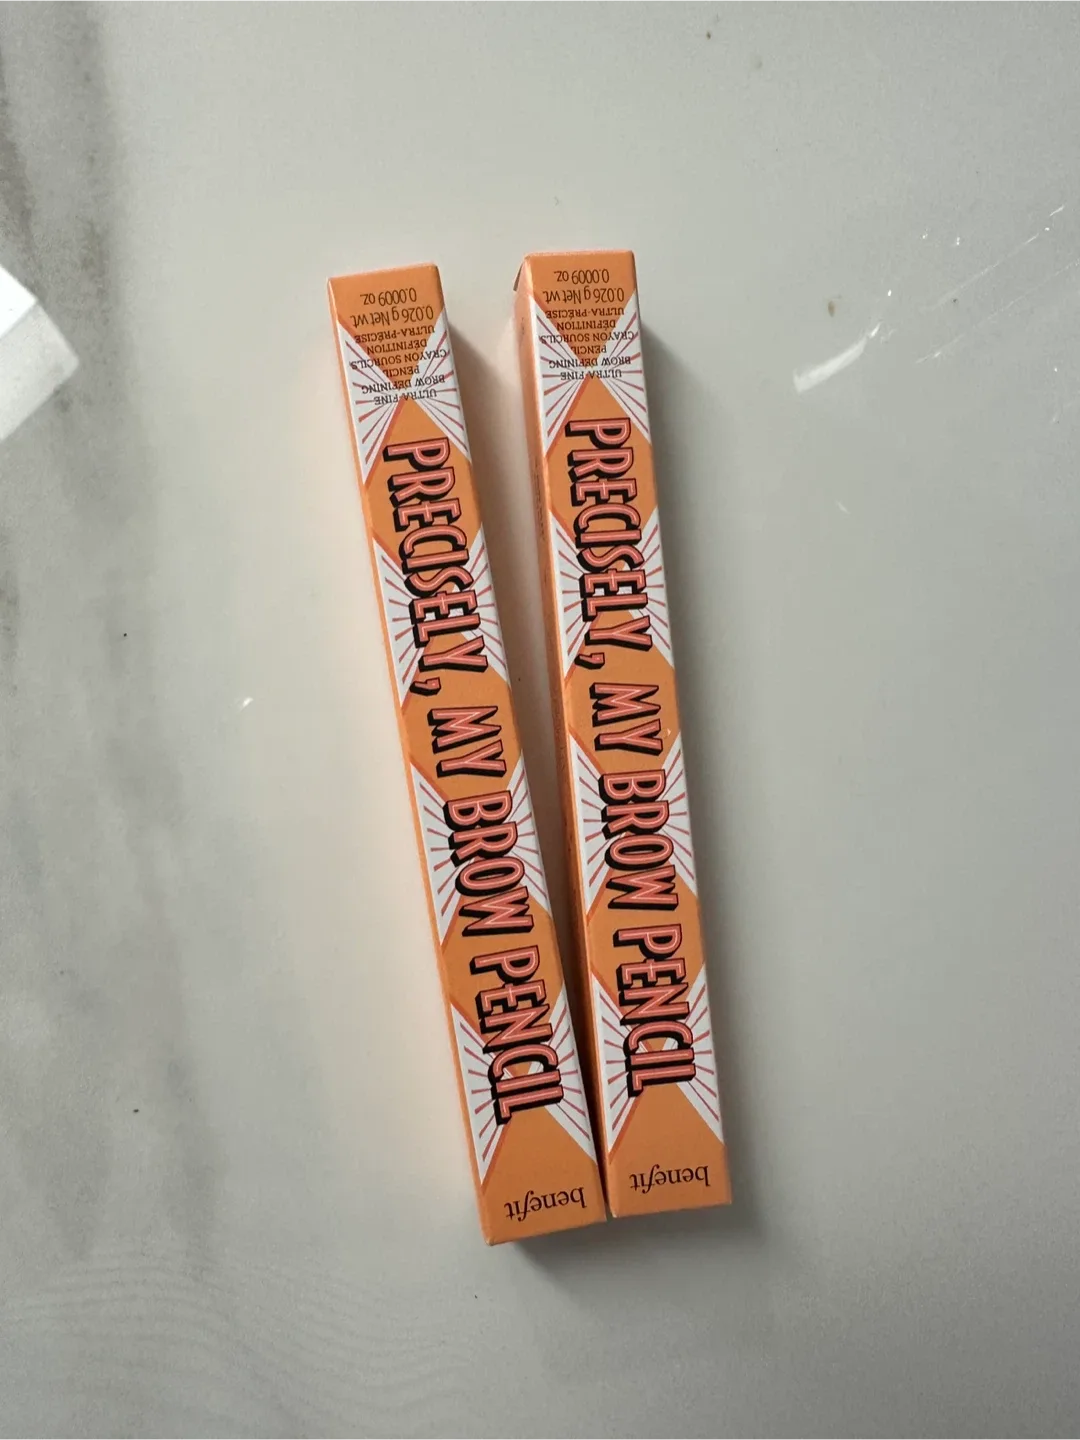 PRECISELY, MY BROW PENCIL
benefit
ULTRA-FINE
BROW DEFINING
PENCIL
CRAYON SOURCILS
DÉFINITION
ULTRA-PRÉCISE
0.026 g Net wt.
0.0009 oz.
PRECISELY, MY BROW PENCIL
benefit
ULTRA-FINE
BROW DEFINING
PENCIL
CRAYON SOURCILS
DÉFINITION
ULTRA-PRÉCISE
0.026 g Net wt.
0.0009 oz.